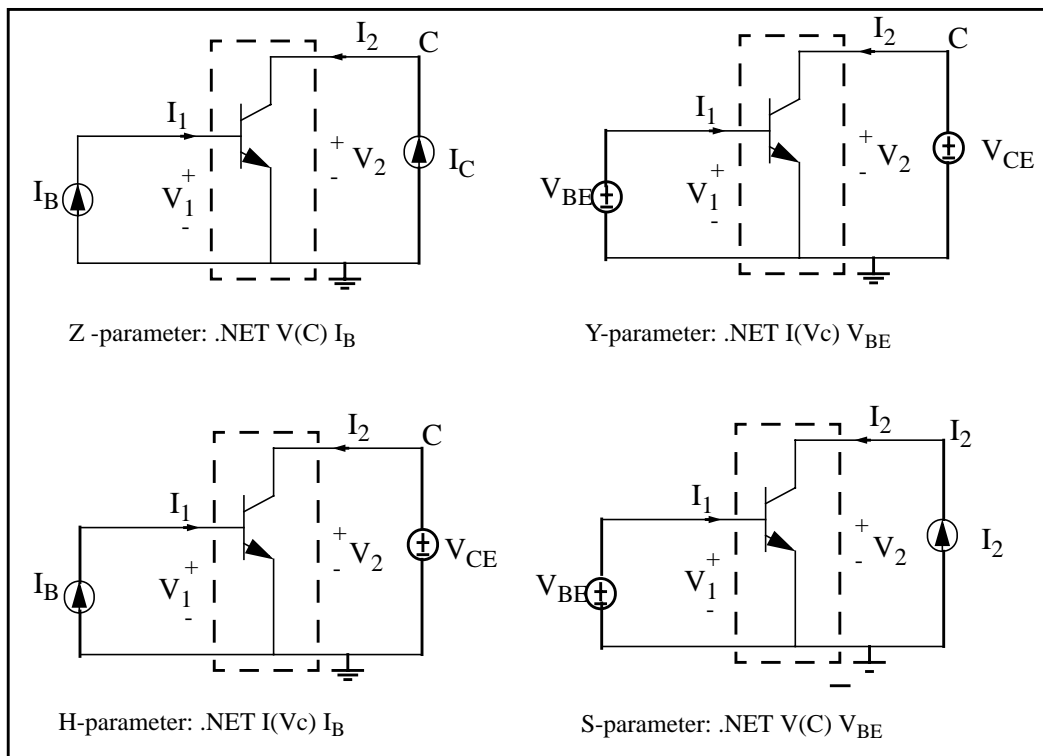 I2
C
I1
+
V2
-
IC
IB
V1
+
-
Z -parameter: .NET V(C) IB
I2
C
I1
+
V2
-
VCE
VBE
V1
+
-
Y-parameter: .NET I(Vc) VBE
I2
C
I1
+
V2
-
VCE
IB
V1
+
-
H-parameter: .NET I(Vc) IB
I2
I2
I1
+
V2
-
I2
VBE
V1
+
-
S-parameter: .NET V(C) VBE